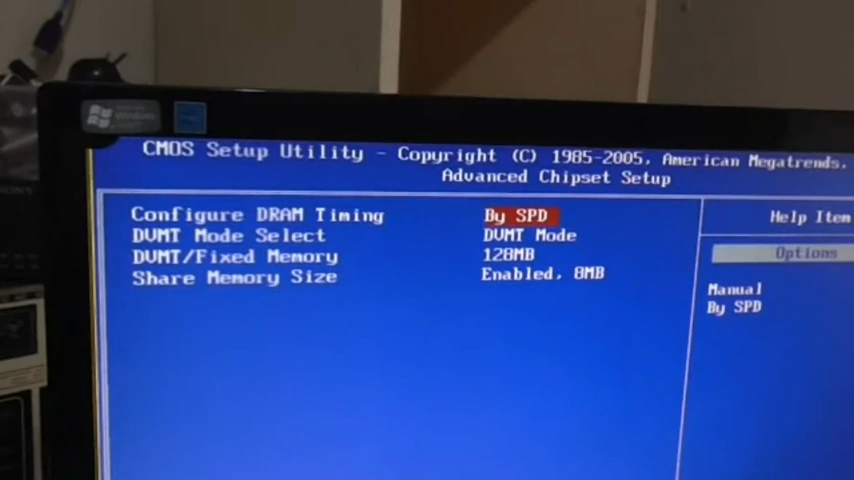 CMOS Setup Utility - Copyright (C) 1985-2005, American Megatrends,
Advanced Chipset Setup
Configure DRAM Timing By SPD
DVMT Mode Select DVMT Mode
DVMT/Fixed Memory 128MB
Share Memory Size Enabled, 8MB
Help Item
Options
Manual
By SPD